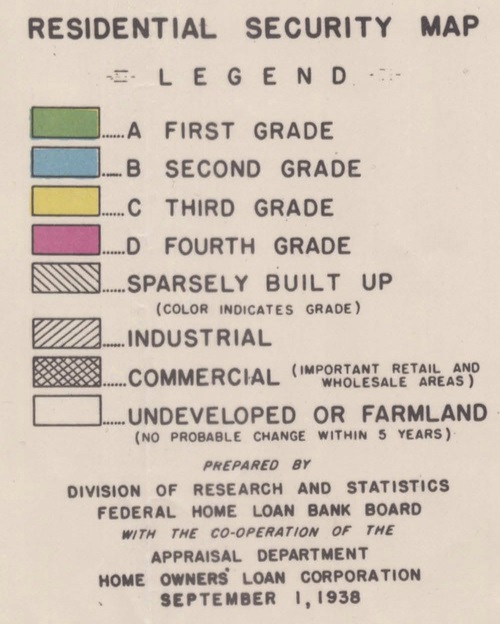 RESIDENTIAL SECURITY MAP
LEGEND
A FIRST GRADE
B SECOND GRADE
C THIRD GRADE
D FOURTH GRADE
SPARSELY BUILT UP
(COLOR INDICATES GRADE)
INDUSTRIAL
COMMERCIAL (IMPORTANT RETAIL AND
WHOLESALE AREAS)
UNDEVELOPED OR FARMLAND
(NO PROBABLE CHANGE WITHIN 5 YEARS)
PREPARED BY
DIVISION OF RESEARCH AND STATISTICS
FEDERAL HOME LOAN BANK BOARD
WITH THE CO-OPERATION OF THE
APPRAISAL DEPARTMENT
HOME OWNERS' LOAN CORPORATION
SEPTEMBER 1, 1938